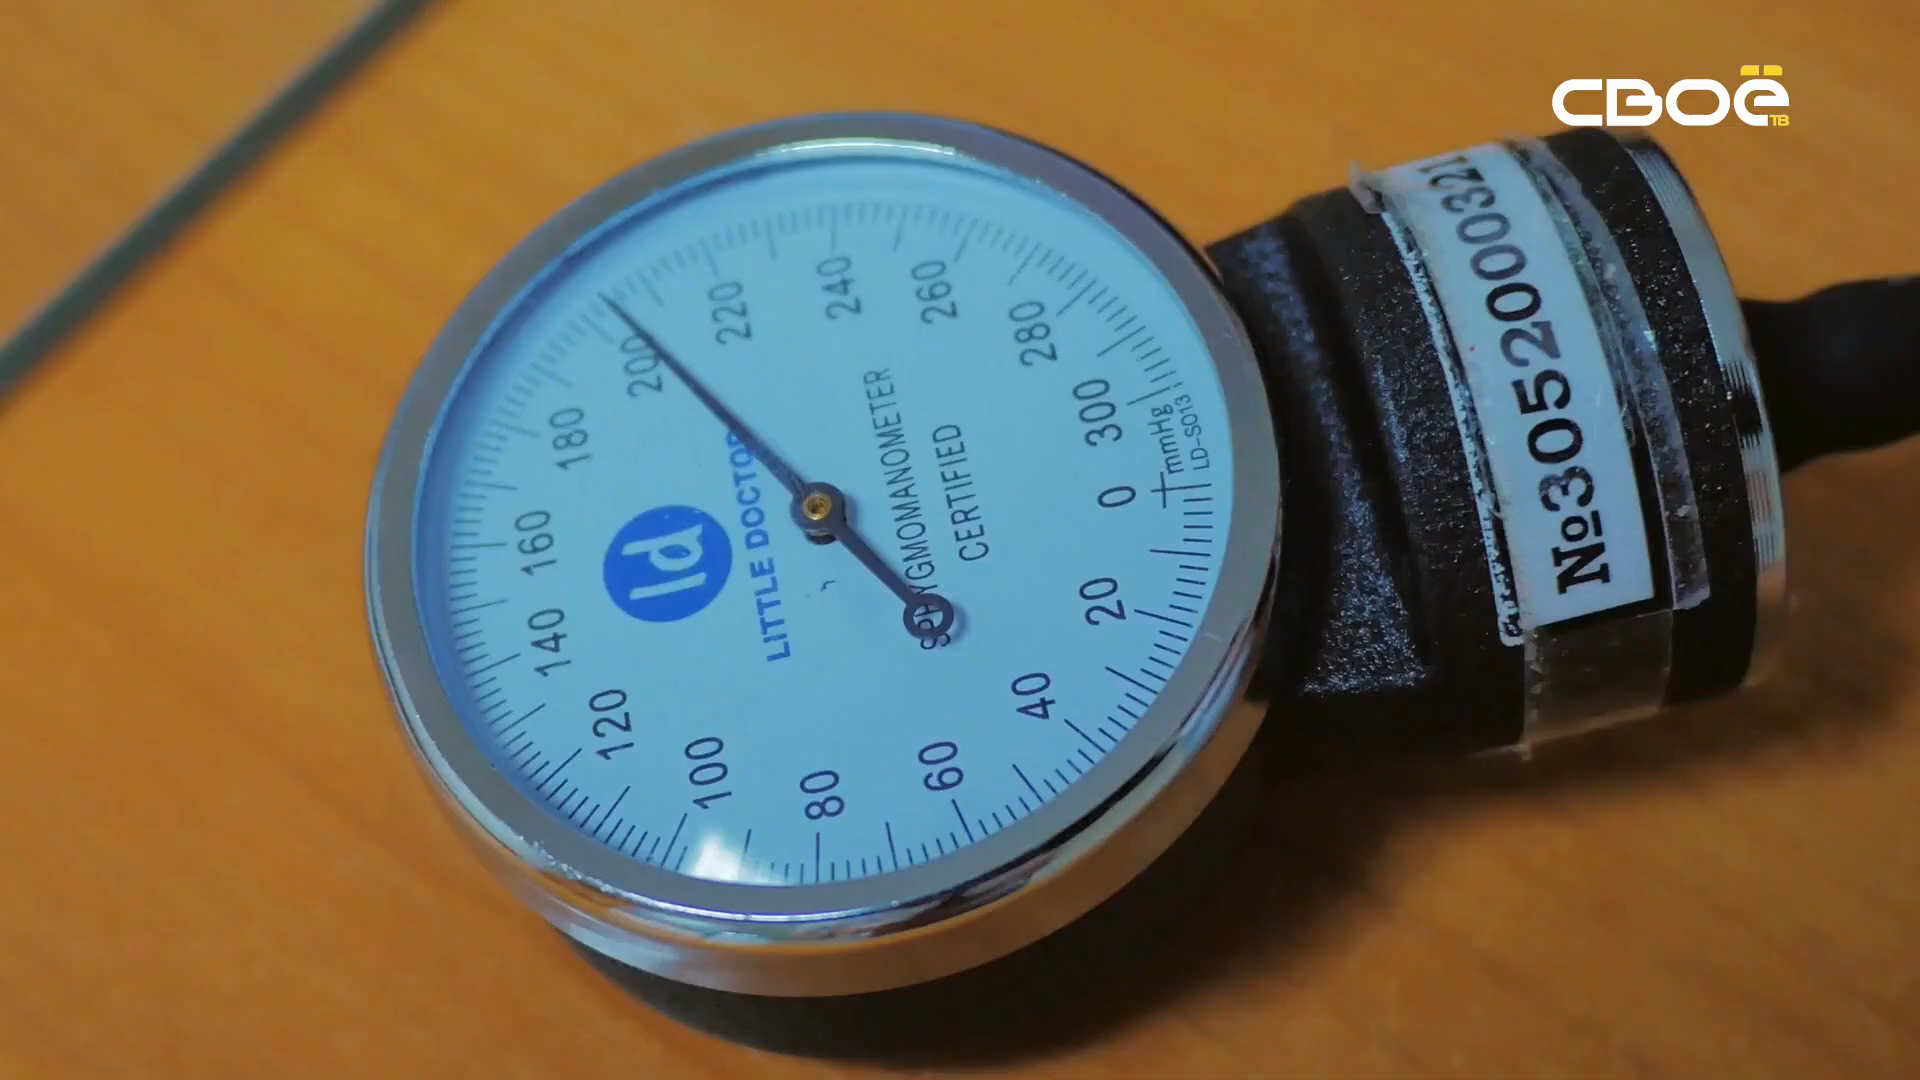 СВОЁ
ТВ
№305200032
0
20
40
60
80
100
120
140
160
180
200
220
240
260
280
300
mmHg
LD-S013
ld
LITTLE DOCTOR
SPHYGMOMANOMETER
CERTIFIED